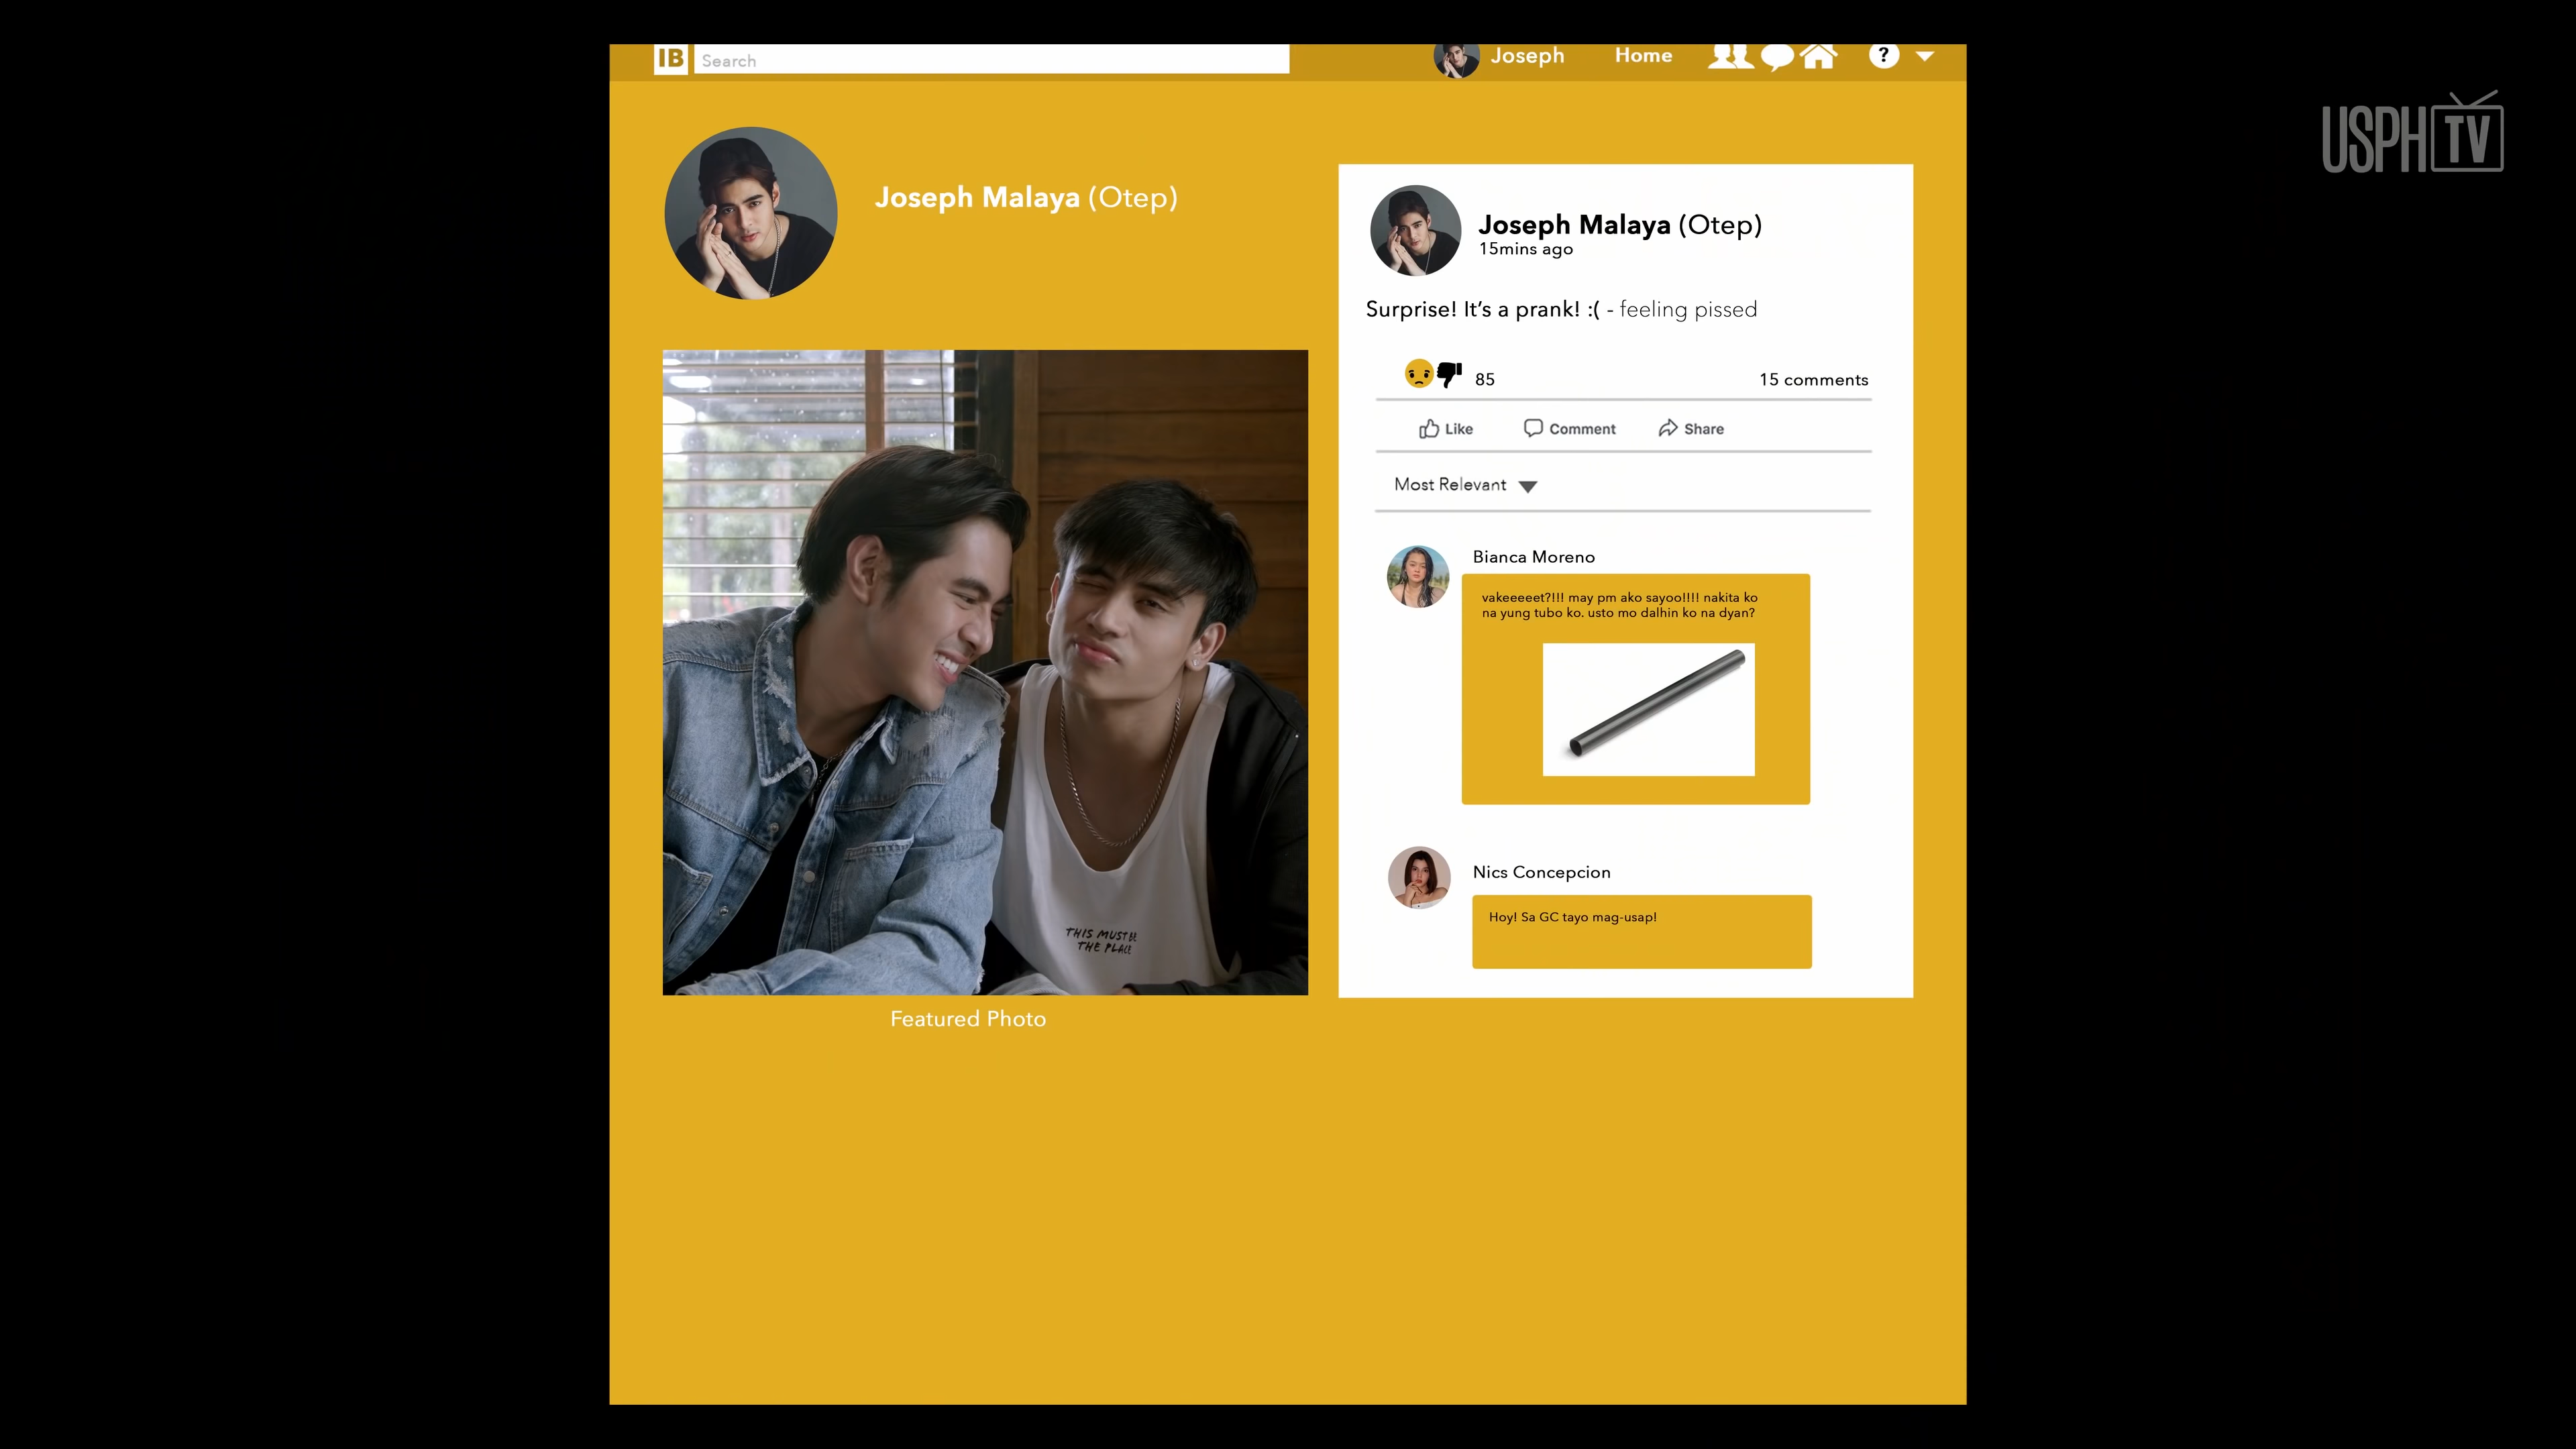 IB
Search
Joseph
Home
?
USPH TV
Joseph Malaya (Otep)
THIS MUST BE
THE PLACE
Featured Photo
Joseph Malaya (Otep)
15mins ago
Surprise! It's a prank! :( - feeling pissed
85
15 comments
Like
Comment
Share
Most Relevant
Bianca Moreno
vakeeeeet?!!! may pm ako sayoo!!!! nakita ko
na yung tubo ko. usto mo dalhin ko na dyan?
Nics Concepcion
Hoy! Sa GC tayo mag-usap!